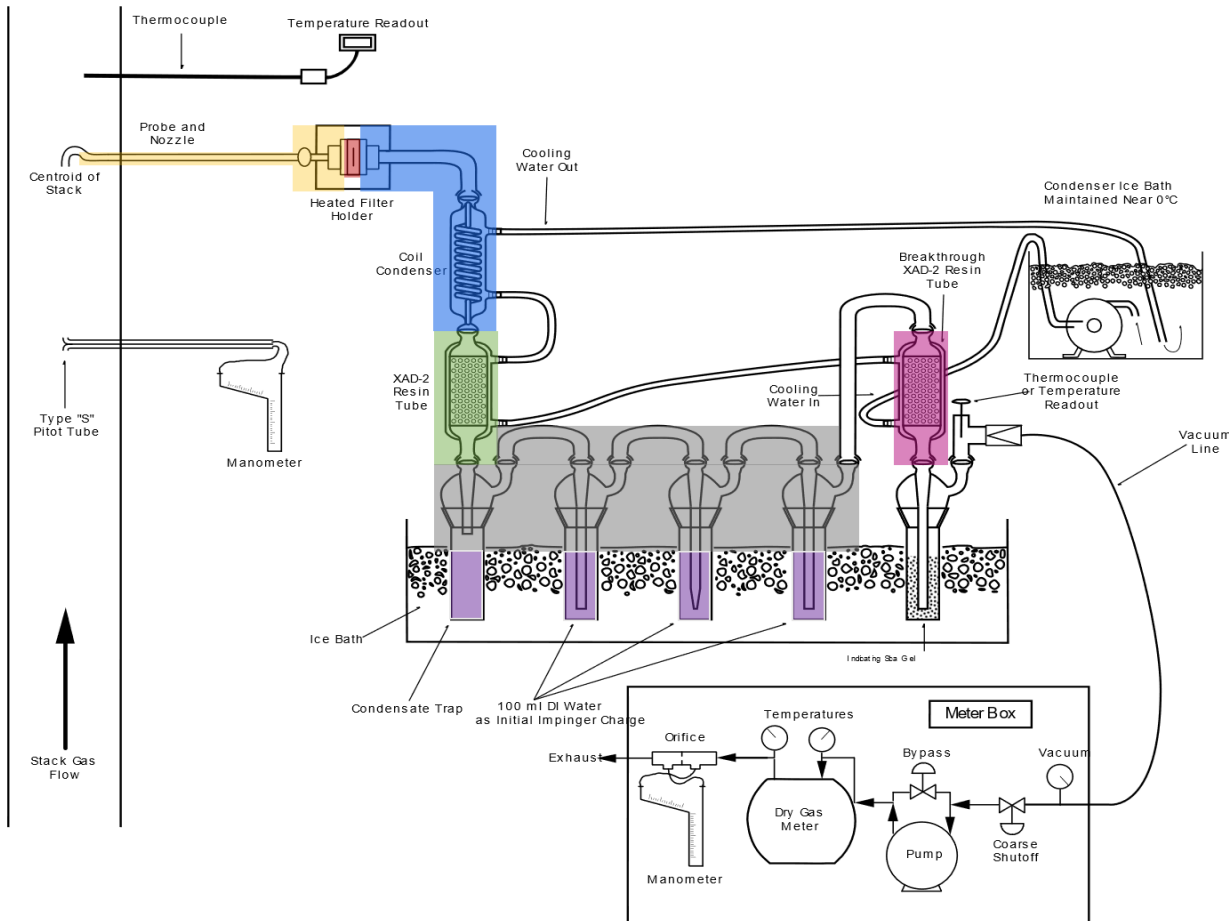 Thermocouple
Temperature Readout
Probe and
Nozzle
Centroid of
Stack
Heated Filter
Holder
Cooling
Water Out
Condenser Ice Bath
Maintained Near 0°C
Coil
Condenser
Breakthrough
XAD-2 Resin
Tube
XAD-2
Resin
Tube
Cooling
Water In
Thermocouple
or Temperature
Readout
Type "S"
Pitot Tube
Manometer
Vacuum
Line
Ice Bath
Condensate Trap
100 ml DI Water
as Initial Impinger Charge
Indicating Gel
Stack Gas
Flow
Meter Box
Temperatures
Orifice
Exhaust
Bypass
Vacuum
Dry Gas
Meter
Pump
Coarse
Shutoff
Manometer